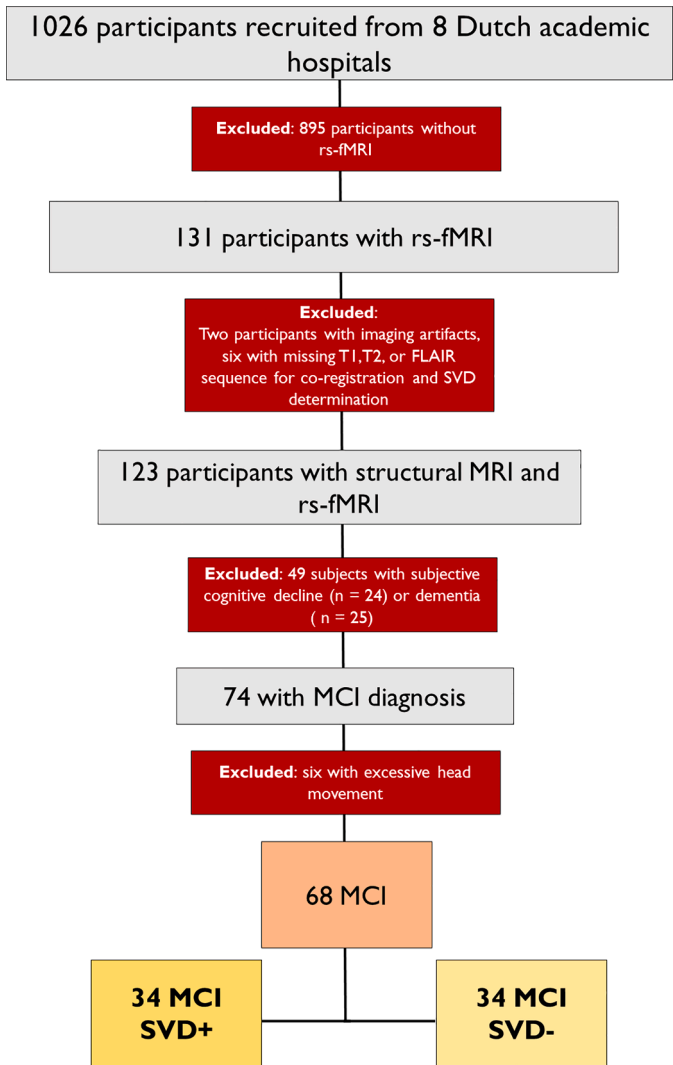 1026 participants recruited from 8 Dutch academic
hospitals
Excluded: 895 participants without
rs-fMRI
131 participants with rs-fMRI
Excluded:
Two participants with imaging artifacts,
six with missing T1,T2, or FLAIR
sequence for co-registration and SVD
determination
123 participants with structural MRI and
rs-fMRI
Excluded: 49 subjects with subjective
cognitive decline (n = 24) or dementia
( n = 25)
74 with MCI diagnosis
Excluded: six with excessive head
movement
68 MCI
34 MCI
SVD+
34 MCI
SVD-